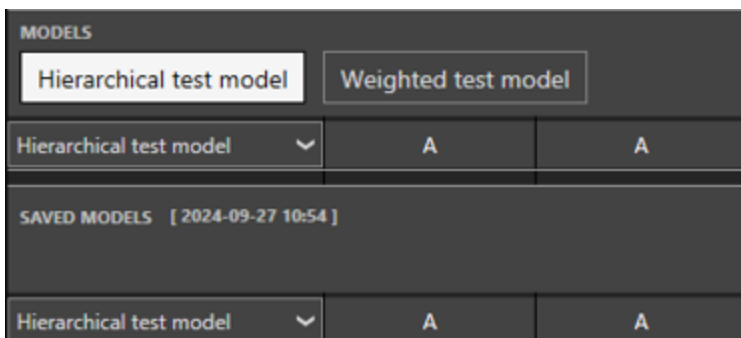 MODELS
Hierarchical test model Weighted test model
Hierarchical test model A A
SAVED MODELS [ 2024-09-27 10:54 ]
Hierarchical test model A A